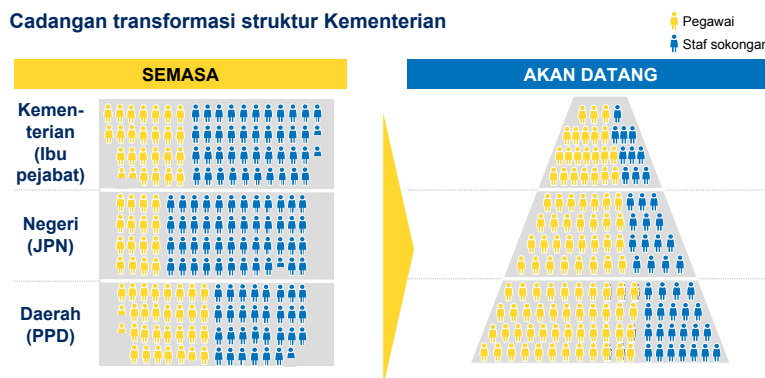 Cadangan transformasi struktur Kementerian
Pegawai
Staf sokongan
SEMASA
AKAN DATANG
Kemen-
terian
(Ibu
pejabat)
Negeri
(JPN)
Daerah
(PPD)